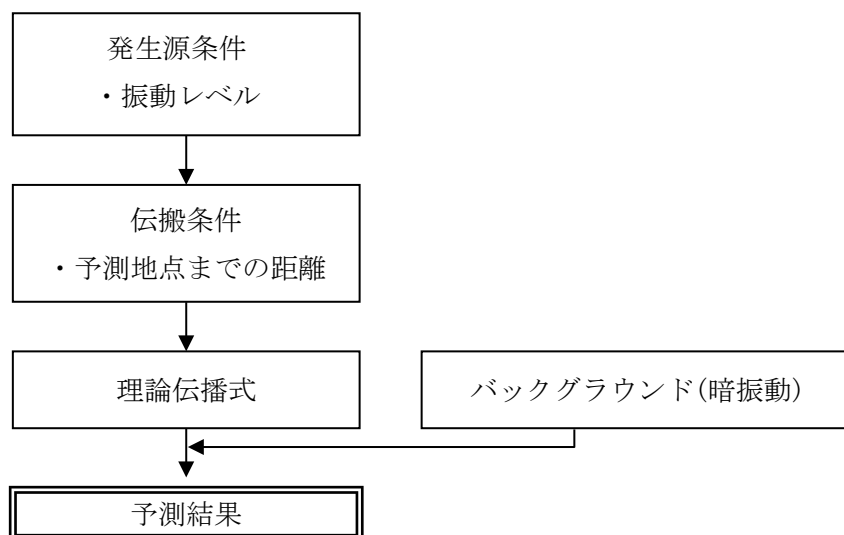 発生源条件
・振動レベル
伝搬条件
・予測地点までの距離
理論伝播式
バックグラウンド(暗振動)
予測結果